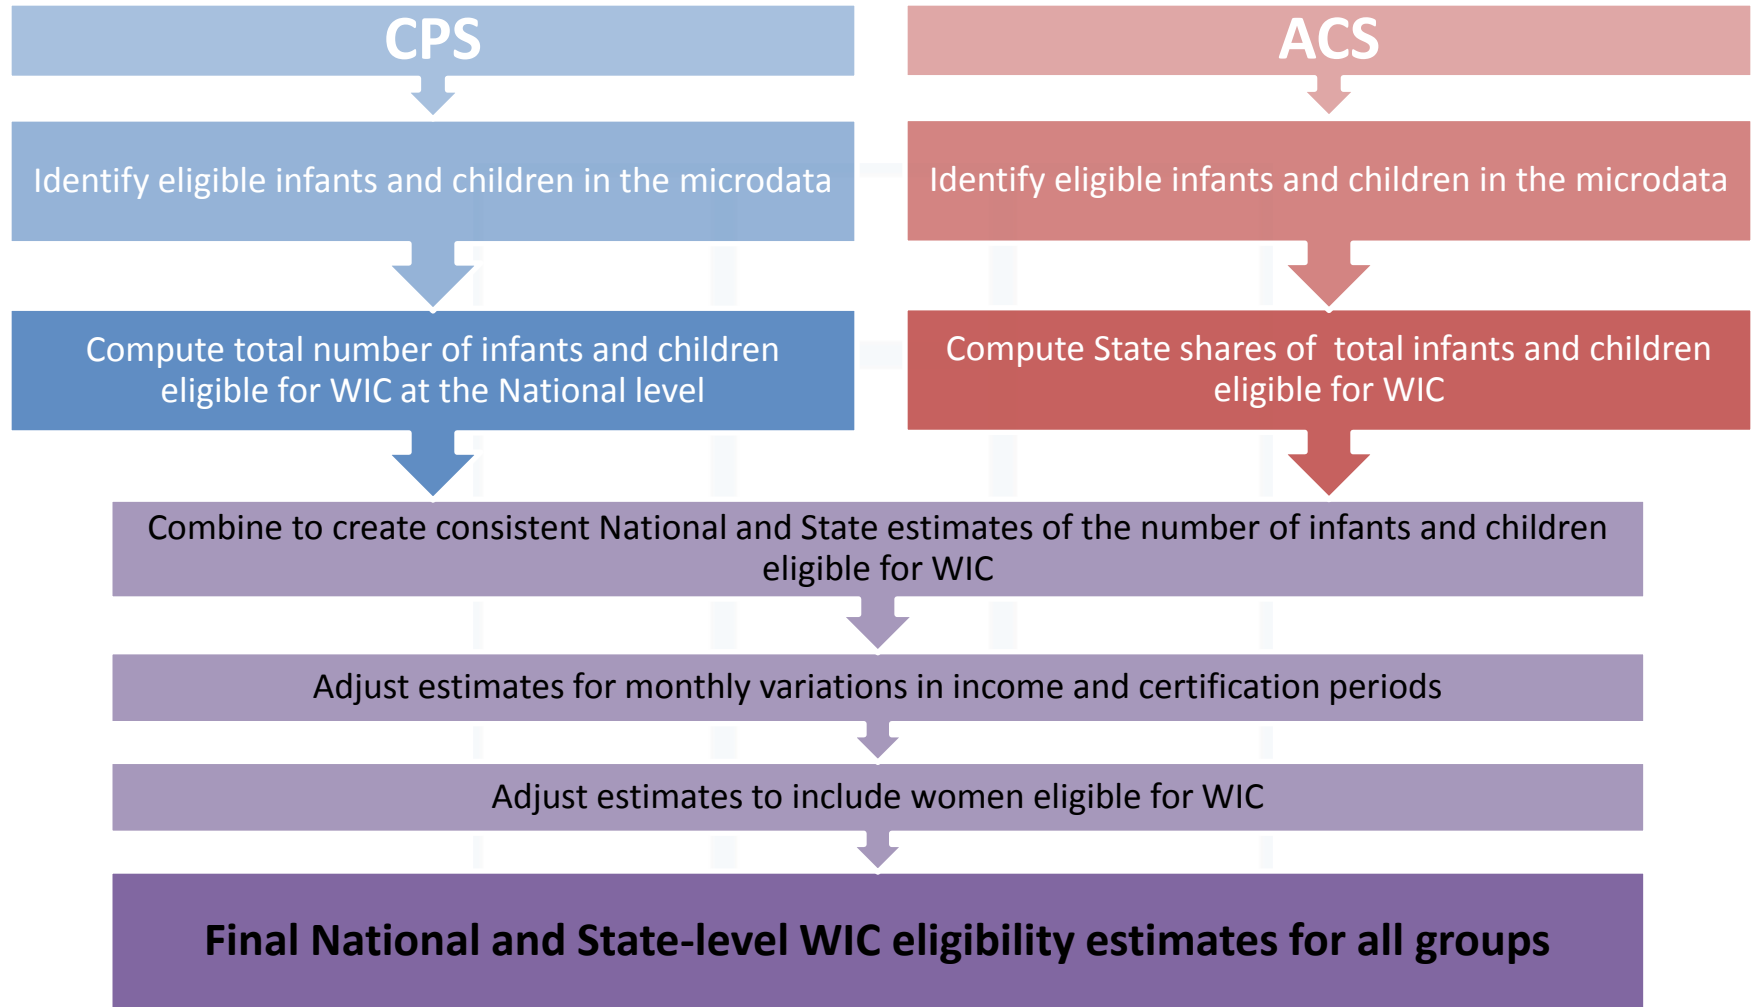 CPS
ACS
Identify eligible infants and children in the microdata
Identify eligible infants and children in the microdata
Compute total number of infants and children
eligible for WIC at the National level
Compute State shares of total infants and children
eligible for WIC
Combine to create consistent National and State estimates of the number of infants and children
eligible for WIC
Adjust estimates for monthly variations in income and certification periods
Adjust estimates to include women eligible for WIC
Final National and State-level WIC eligibility estimates for all groups